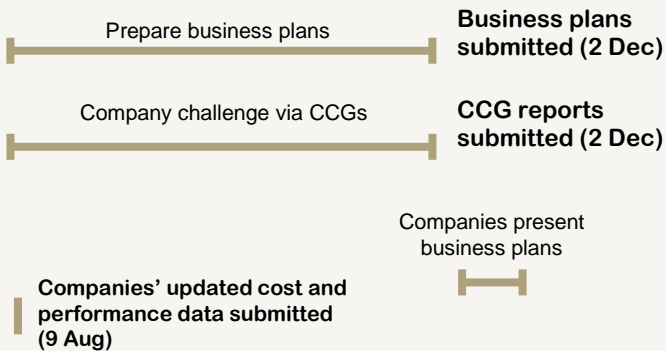 Prepare business plans
Business plans
submitted (2 Dec)
Company challenge via CCGs
CCG reports
submitted (2 Dec)
Companies present
business plans
Companies' updated cost and
performance data submitted
(9 Aug)